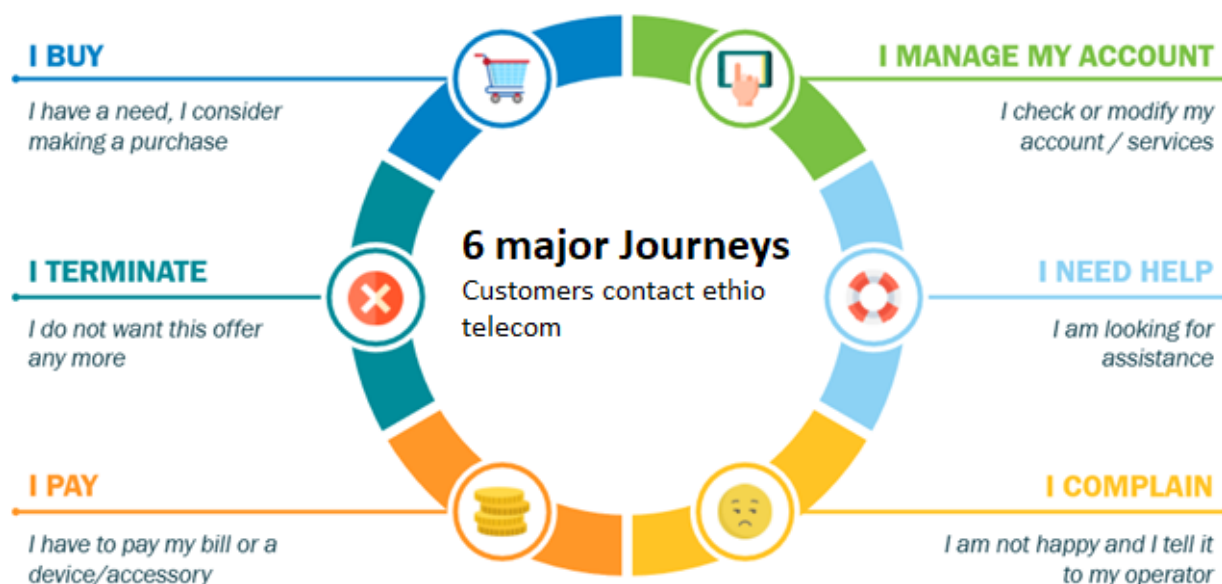 I BUY
I have a need, I consider
making a purchase
I TERMINATE
I do not want this offer
any more
I PAY
I have to pay my bill or a
device/accessory
6 major Journeys
Customers contact ethio
telecom
I MANAGE MY ACCOUNT
I check or modify my
account / services
I NEED HELP
I am looking for
assistance
I COMPLAIN
I am not happy and I tell it
to my operator